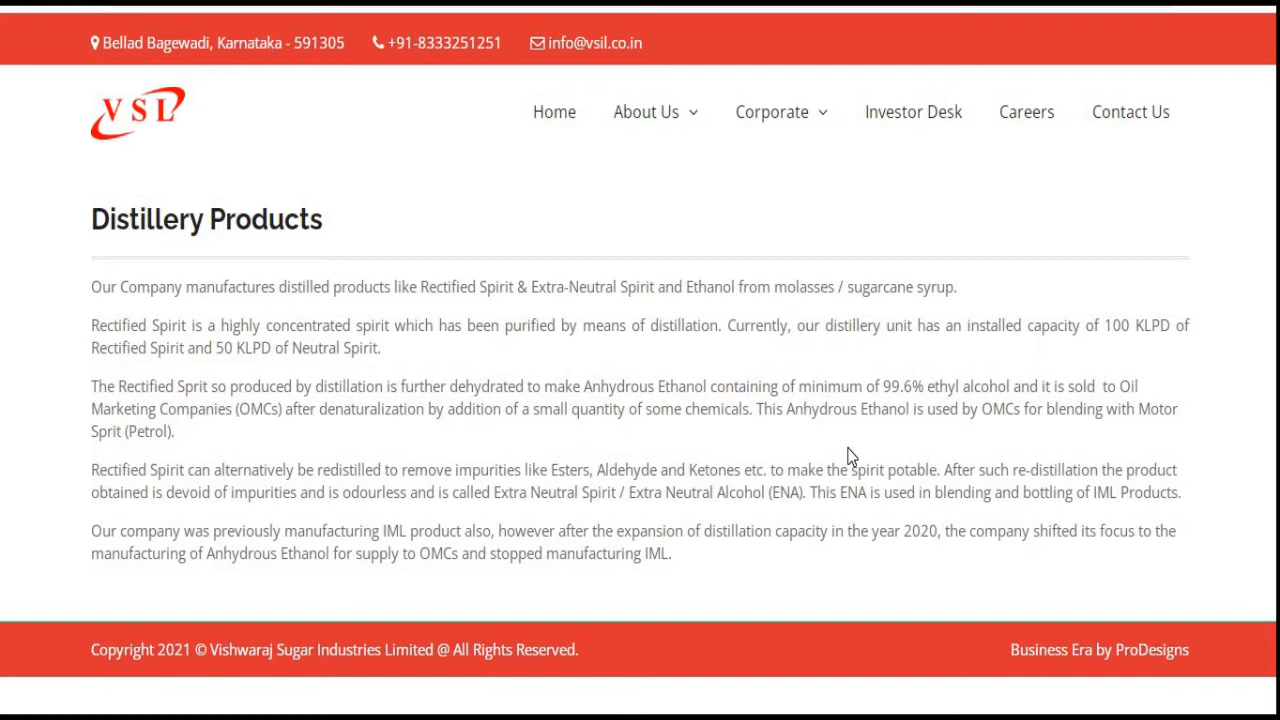 Bellad Bagewadi, Karnataka - 591305 +91-8333251251 info@vsil.co.in
VSL
Home About Us Corporate Investor Desk Careers Contact Us
Distillery Products
Our Company manufactures distilled products like Rectified Spirit & Extra-Neutral Spirit and Ethanol from molasses / sugarcane syrup.
Rectified Spirit is a highly concentrated spirit which has been purified by means of distillation. Currently, our distillery unit has an installed capacity of 100 KLPD of
Rectified Spirit and 50 KLPD of Neutral Spirit.
The Rectified Sprit so produced by distillation is further dehydrated to make Anhydrous Ethanol containing of minimum of 99.6% ethyl alcohol and it is sold to Oil
Marketing Companies (OMCs) after denaturalization by addition of a small quantity of some chemicals. This Anhydrous Ethanol is used by OMCs for blending with Motor
Sprit (Petrol).
Rectified Spirit can alternatively be redistilled to remove impurities like Esters, Aldehyde and Ketones etc. to make the spirit potable. After such re-distillation the product
obtained is devoid of impurities and is odourless and is called Extra Neutral Spirit / Extra Neutral Alcohol (ENA). This ENA is used in blending and bottling of IML Products.
Our company was previously manufacturing IML product also, however after the expansion of distillation capacity in the year 2020, the company shifted its focus to the
manufacturing of Anhydrous Ethanol for supply to OMCs and stopped manufacturing IML.
Copyright 2021 © Vishwaraj Sugar Industries Limited @ All Rights Reserved. Business Era by ProDesigns